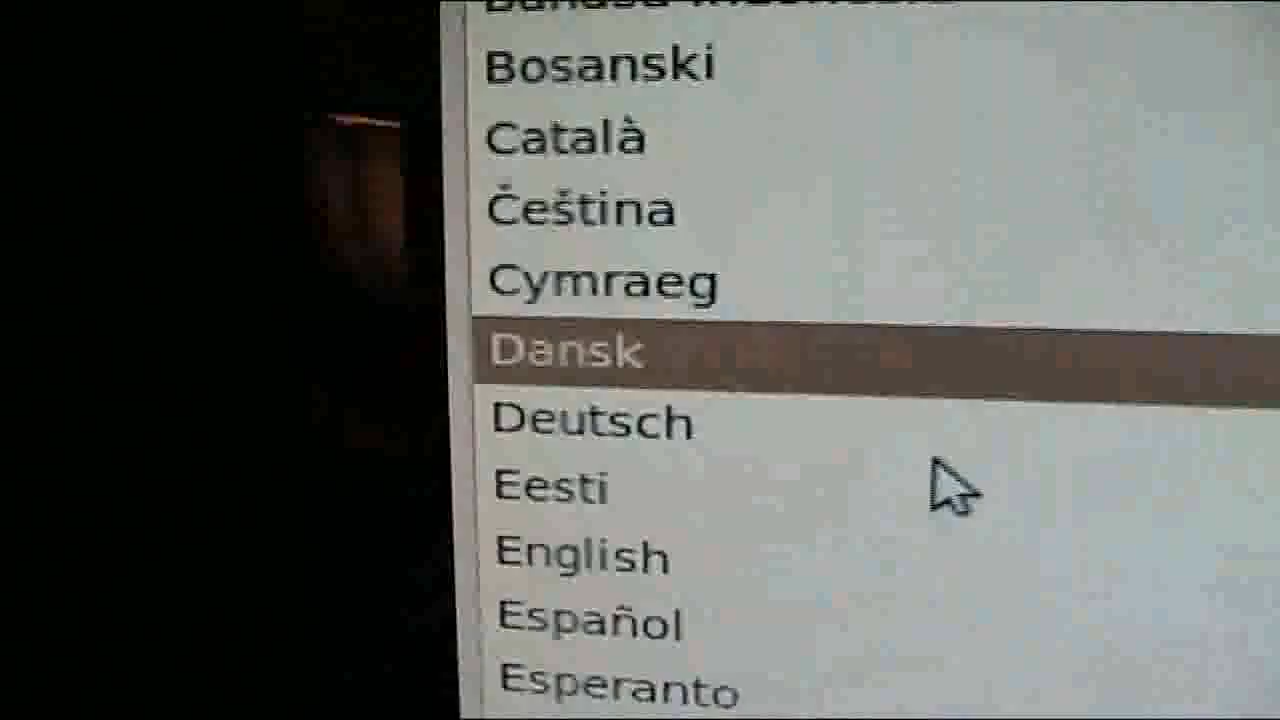 Bosanski
Català
Čeština
Cymraeg
Dansk
Deutsch
Eesti
English
Español
Esperanto